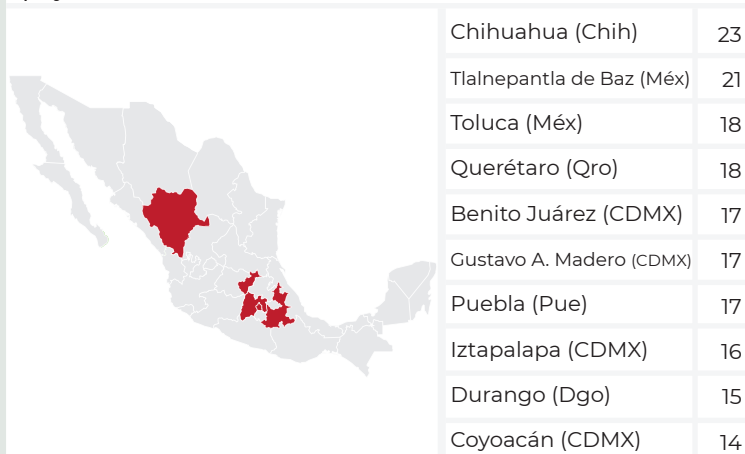 Chihuahua (Chih) 23
Tlalnepantla de Baz (Méx) 21
Toluca (Méx) 18
Querétaro (Qro) 18
Benito Juárez (CDMX) 17
Gustavo A. Madero (CDMX) 17
Puebla (Pue) 17
Iztapalapa (CDMX) 16
Durango (Dgo) 15
Coyoacán (CDMX) 14